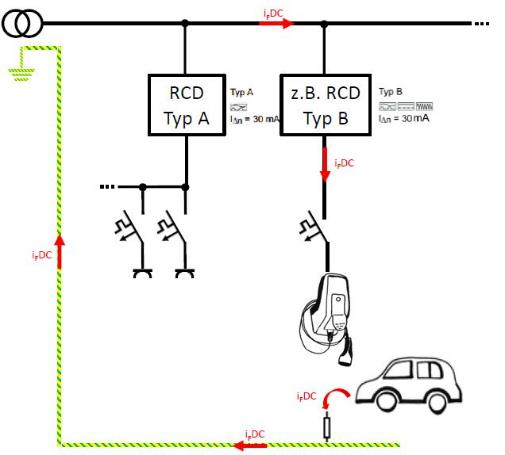 iFDC
RCD
Typ A
Typ A
IΔn = 30 mA
z.B. RCD
Typ B
Typ B
IΔn = 30 mA
iFDC
iFDC
iFDC
iFDC